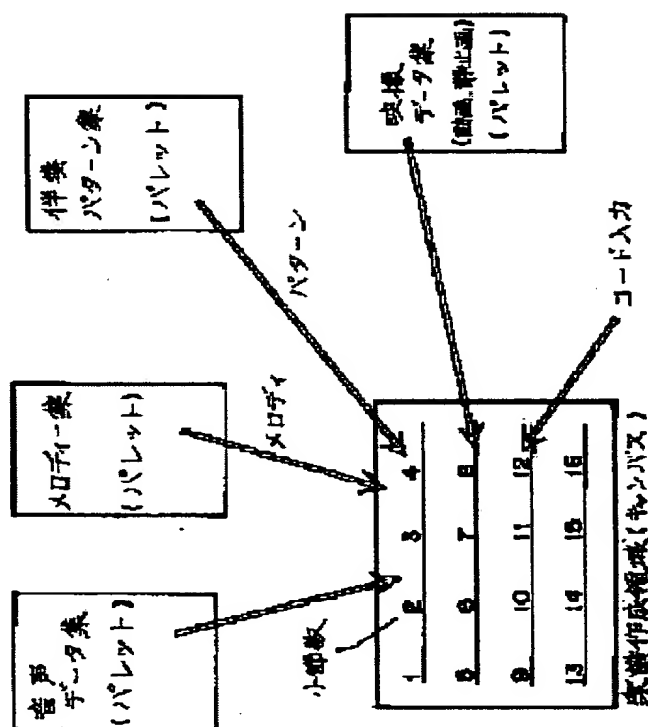 伴奏
パターン集
(パレット)
映像
データ集
(動画、静止画)
(パレット)
メロディー集
(パレット)
音声
データ集
(パレット)
パターン
メロディ
コード入力
小節数
1 2 3 4
5 6 7 8
9 10 11 12
13 14 15 16
楽譜作成領域(キャンバス)